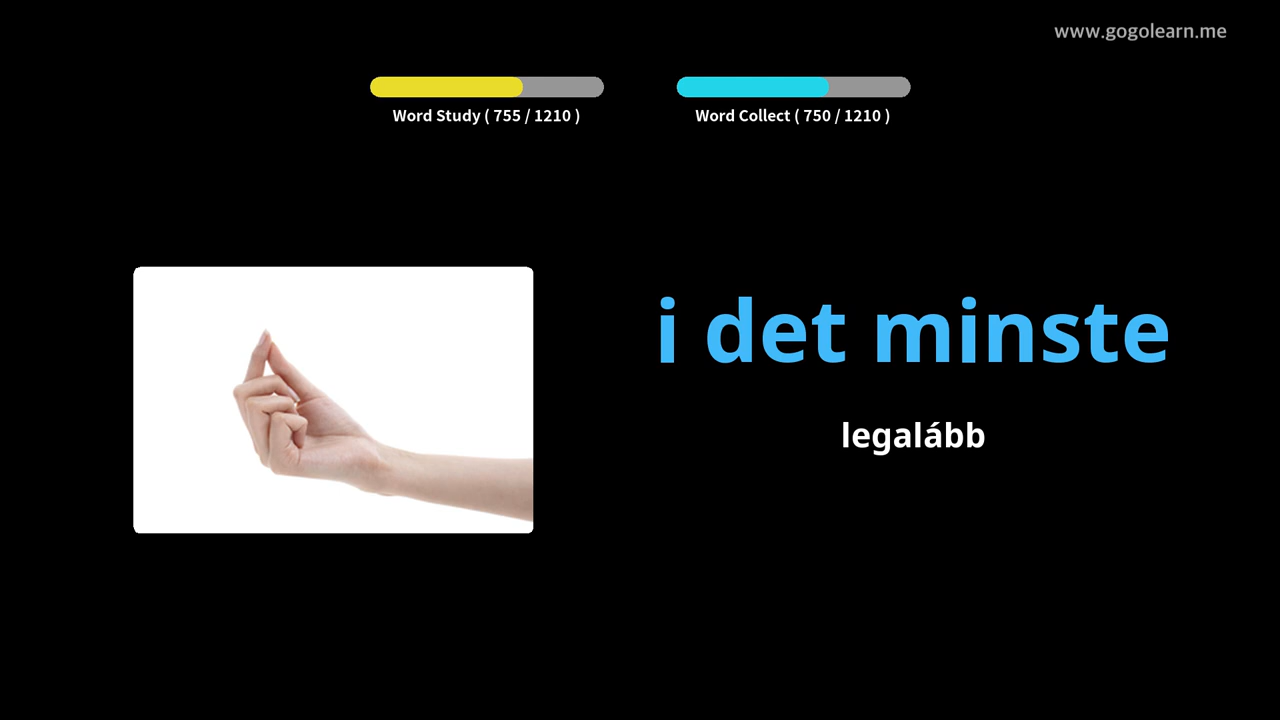 www.gogolearn.me
Word Study ( 755 / 1210 )
Word Collect ( 750 / 1210 )
i det minste
legalább